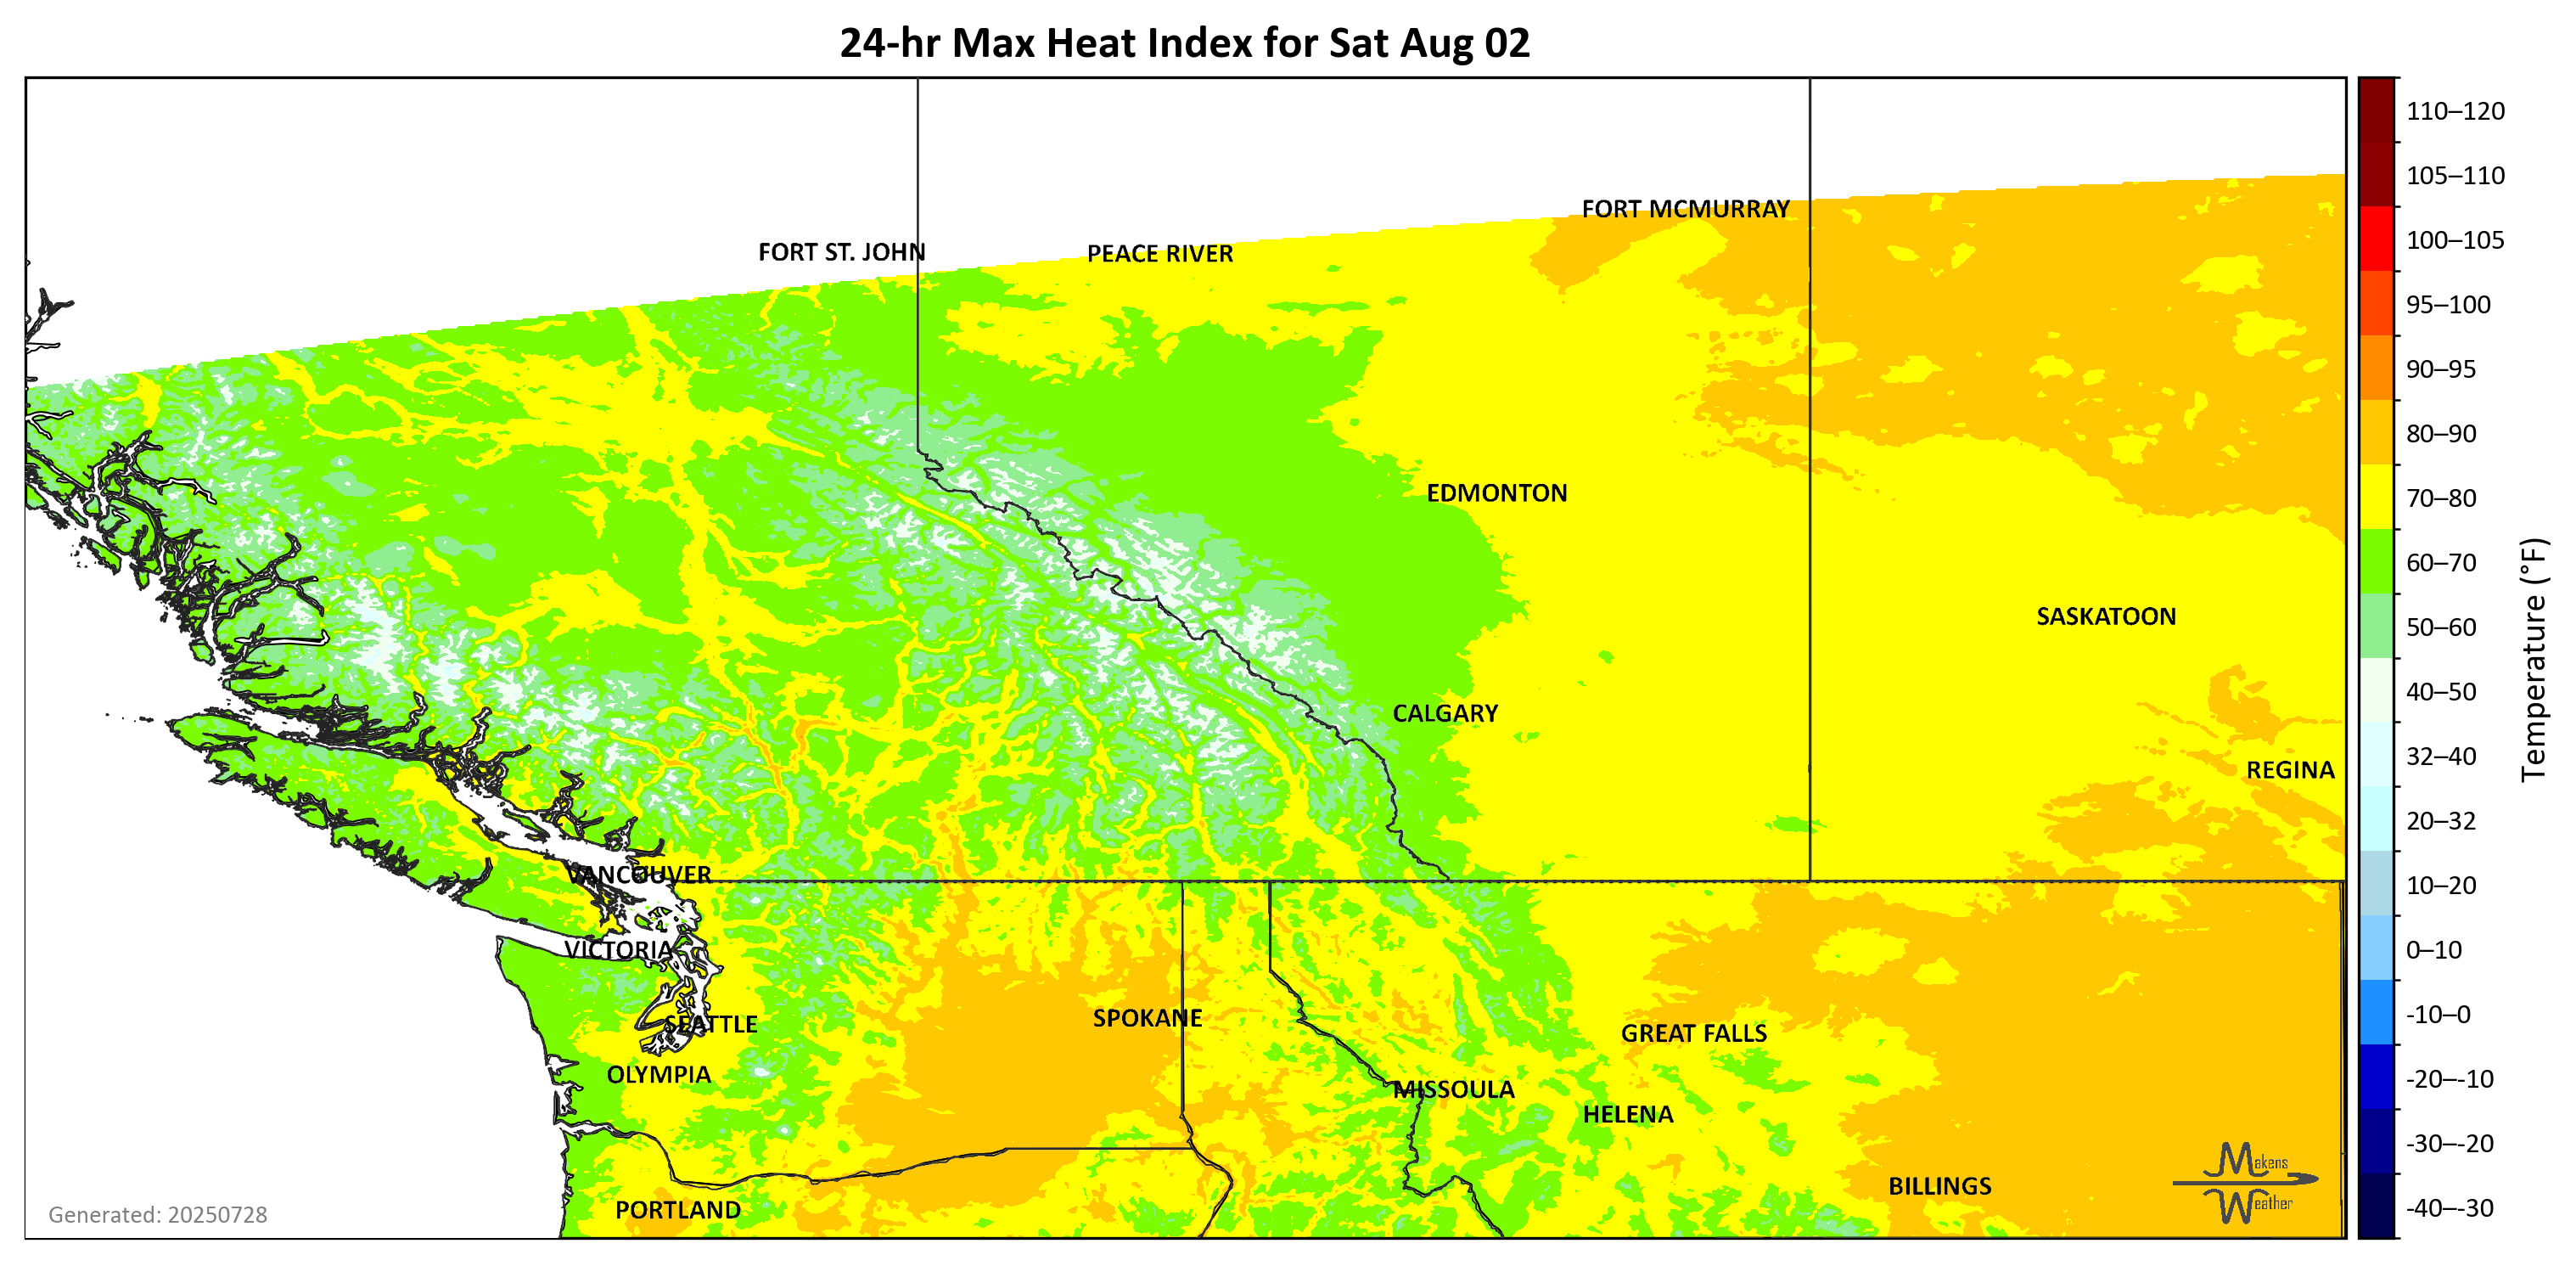 24-hr Max Heat Index for Sat Aug 02
FORT MCMURRAY
FORT ST. JOHN
PEACE RIVER
EDMONTON
SASKATOON
CALGARY
REGINA
VANCOUVER
VICTORIA
SEATTLE
SPOKANE
GREAT FALLS
OLYMPIA
MISSOULA
HELENA
BILLINGS
PORTLAND
Makens
Weather
Generated: 20250728
110–120
105–110
100–105
95–100
90–95
80–90
70–80
60–70
50–60
40–50
32–40
20–32
10–20
0–10
-10–0
-20–-10
-30–-20
-40–-30
Temperature (°F)